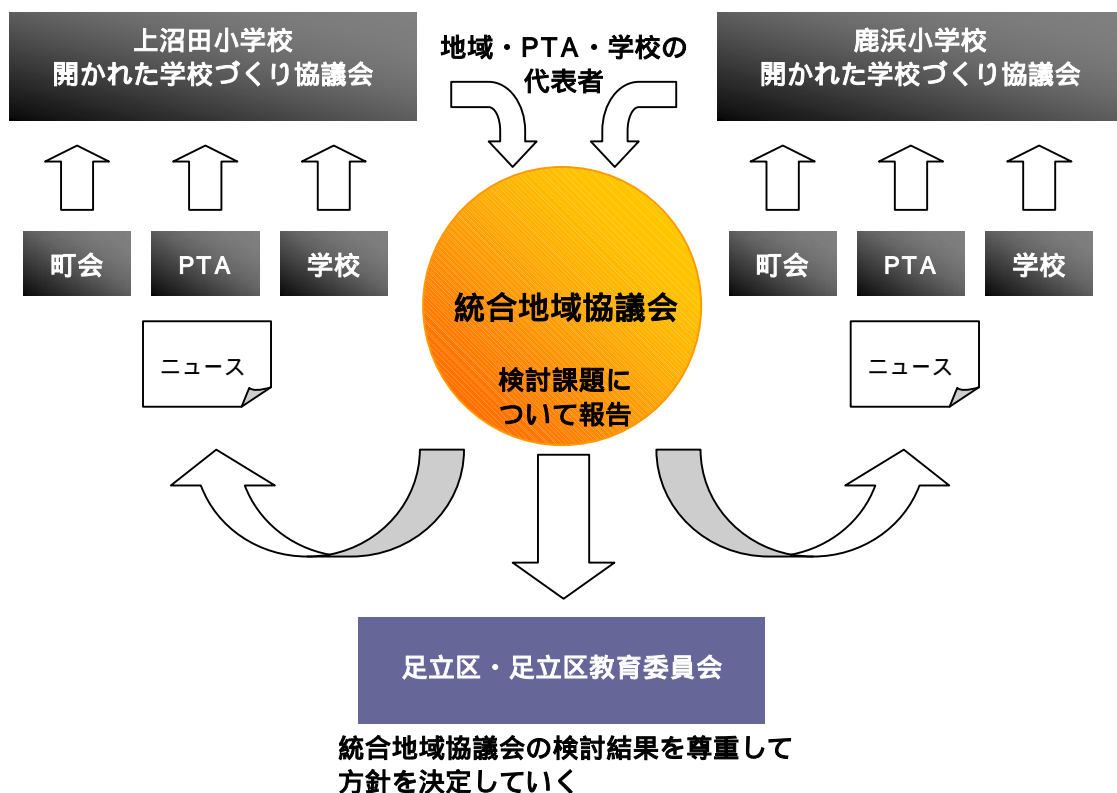 上沼田小学校
開かれた学校づくり協議会
地域・PTA・学校の
代表者
鹿浜小学校
開かれた学校づくり協議会
町会
PTA
学校
町会
PTA
学校
ニュース
統合地域協議会
検討課題に
ついて報告
ニュース
足立区・足立区教育委員会
統合地域協議会の検討結果を尊重して
方針を決定していく